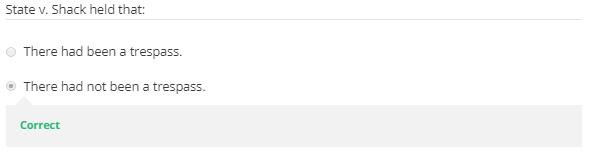 State v. Shack held that:
There had been a trespass.
There had not been a trespass.
Correct